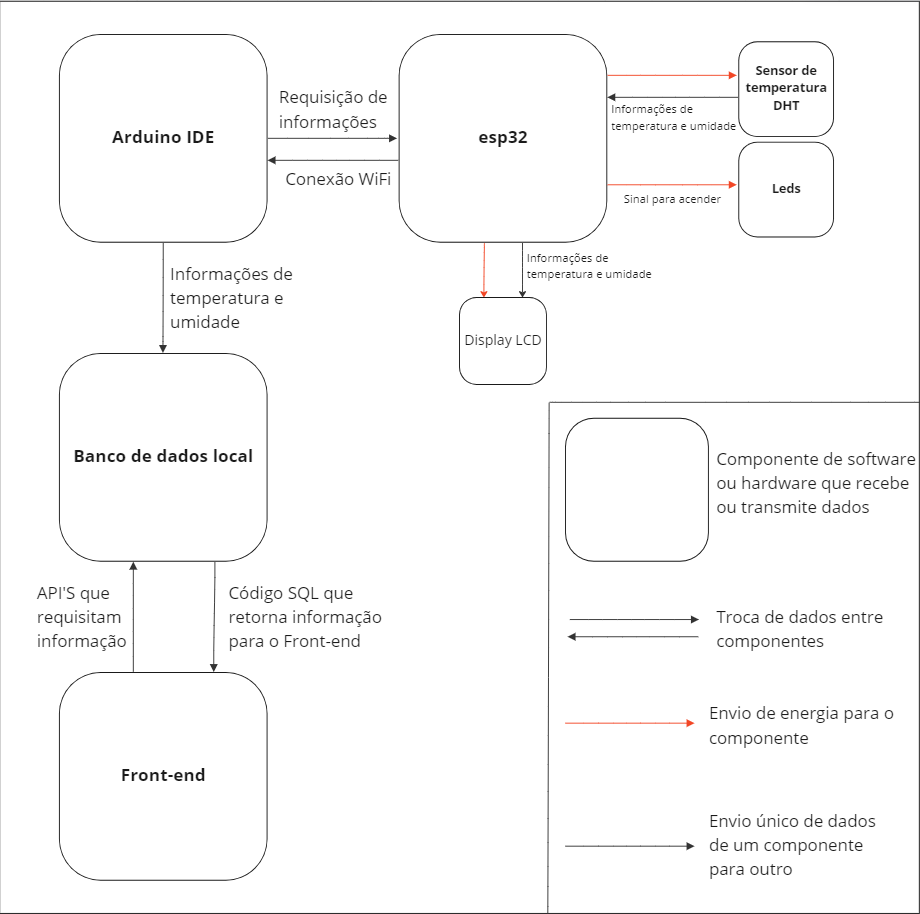 Arduino IDE
Requisição de
informações
Conexão WiFi
esp32
Sensor de
temperatura
DHT
Informações de
temperatura e umidade
Leds
Sinal para acender
Informações de
temperatura e umidade
Display LCD
Informações de
temperatura e
umidade
Banco de dados local
API'S que
requisitam
informação
Código SQL que
retorna informação
para o Front-end
Front-end
Componente de software
ou hardware que recebe
ou transmite dados
Troca de dados entre
componentes
Envio de energia para o
componente
Envio único de dados
de um componente
para outro